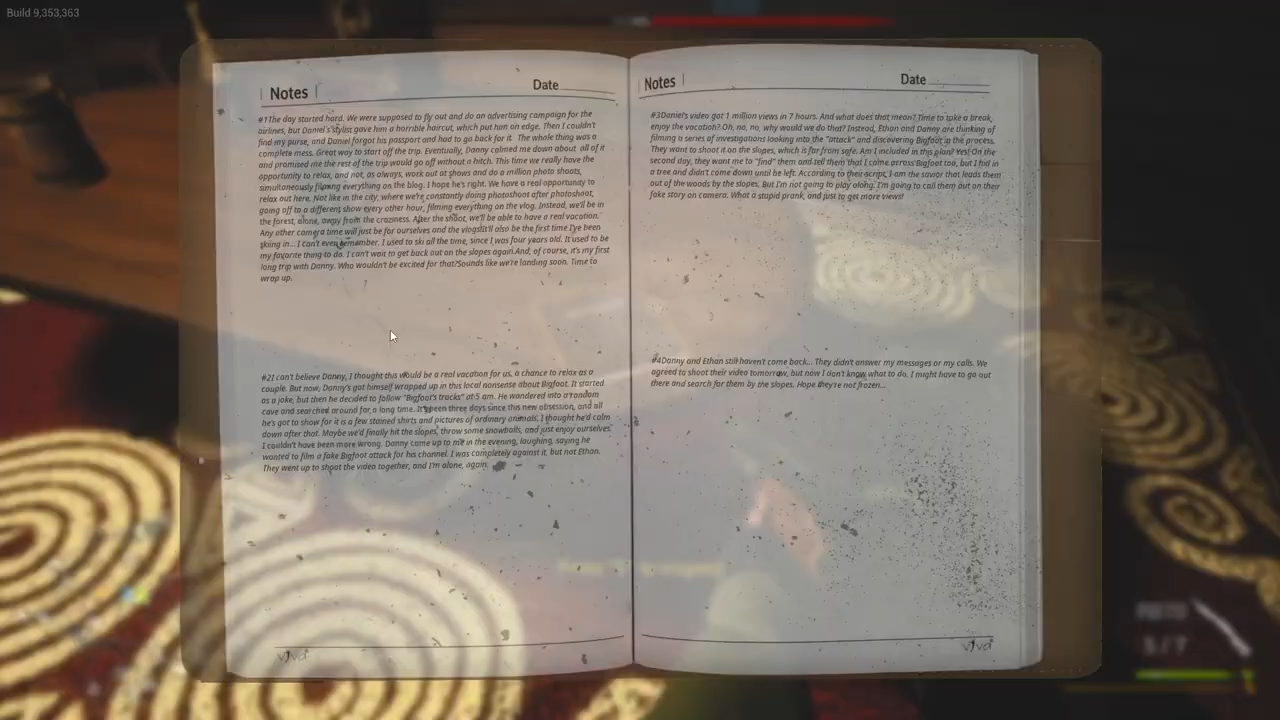 Build 9,353,363
Notes
Date
#1The day started hard. We were supposed to fly out and do an advertising campaign for the
airlines, but Daniel's stylist gave him a horrible haircut, which put him on edge. Then I couldn't
find my purse, and Daniel forgot his passport and had to go back for it. The whole thing was a
complete mess. Great way to start off the trip. Eventually, Danny calmed me down about all of it
and promised me the rest of the trip would go off without a hitch. This time we really have the
opportunity to relax, and not, as always, work out at shows and do a million photo shoots,
simultaneously filming everything on the blog. I hope he's right. We have a real opportunity to
relax out here. Not like in the city, where we're constantly doing photoshoot after photoshoot,
going off to a different show every other hour, filming everything on the vlog. Instead, we'll be in
the forest, alone, away from the craziness. After the shoot, we'll be able to have a real vacation.
Any other camera time will just be for ourselves and the vlogs!It'll also be the first time I've been
skiing in... I can't even remember. I used to ski all the time, since I was four years old. It used to be
my favorite thing to do. I can't wait to get back out on the slopes again.And, of course, it's my first
long trip with Danny. Who wouldn't be excited for that?Sounds like we're landing soon. Time to
wrap up.
#2I can't believe Danny, I thought this would be a real vacation for us, a chance to relax as a
couple. But now, Danny's got himself wrapped up in this local nonsense about Bigfoot. It started
as a joke, but then he decided to follow "Bigfoot's tracks" at 5 am. He wandered into a random
cave and searched around for a long time. It's been three days since this new obsession, and all
he's got to show for it is a few stained shirts and pictures of ordinary animals. I thought he'd calm
down after that. Maybe we'd finally hit the slopes, throw some snowballs, and just enjoy ourselves.
I couldn't have been more wrong. Danny came up to me in the evening, laughing, saying he
wanted to film a fake Bigfoot attack for his channel. I was completely against it, but not Ethan.
They went up to shoot the video together, and I'm alone, again.
Notes
Date
#3Daniel's video got 1 million views in 7 hours. And what does that mean? Time to take a break,
enjoy the vacation? Oh, no, no, why would we do that? Instead, Ethan and Danny are thinking of
filming a series of investigations looking into the "attack" and discovering Bigfoot in the process.
They want to shoot it on the slopes, which is far from safe. Am I included in this plan? Yes! On the
second day, they want me to "find" them and tell them that I came across Bigfoot too, but I hid in
a tree and didn't come down until he left. According to their script, I am the savior that leads them
out of the woods by the slopes. But I'm not going to play along. I'm going to call them out on their
fake story on camera. What a stupid prank, and just to get more views!
#4Danny and Ethan still haven't come back... They didn't answer my messages or my calls. We
agreed to shoot their video tomorrow, but now I don't know what to do. I might have to go out
there and search for them by the slopes. Hope they're not frozen...
vivd
vivd
5 / 7